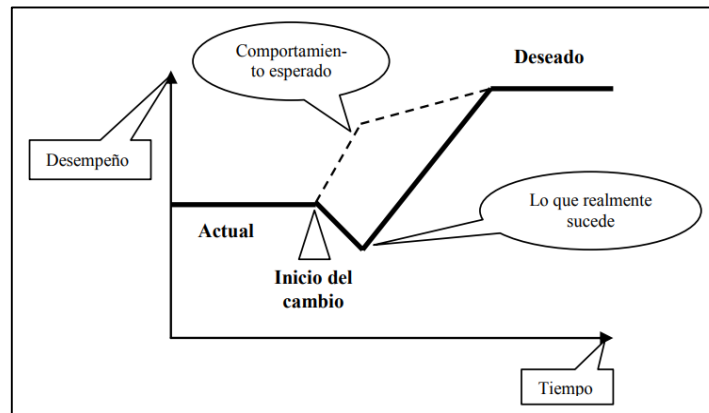 Comportamien-
to esperado
Deseado
Desempeño
Lo que realmente
sucede
Actual
Inicio del
cambio
Tiempo